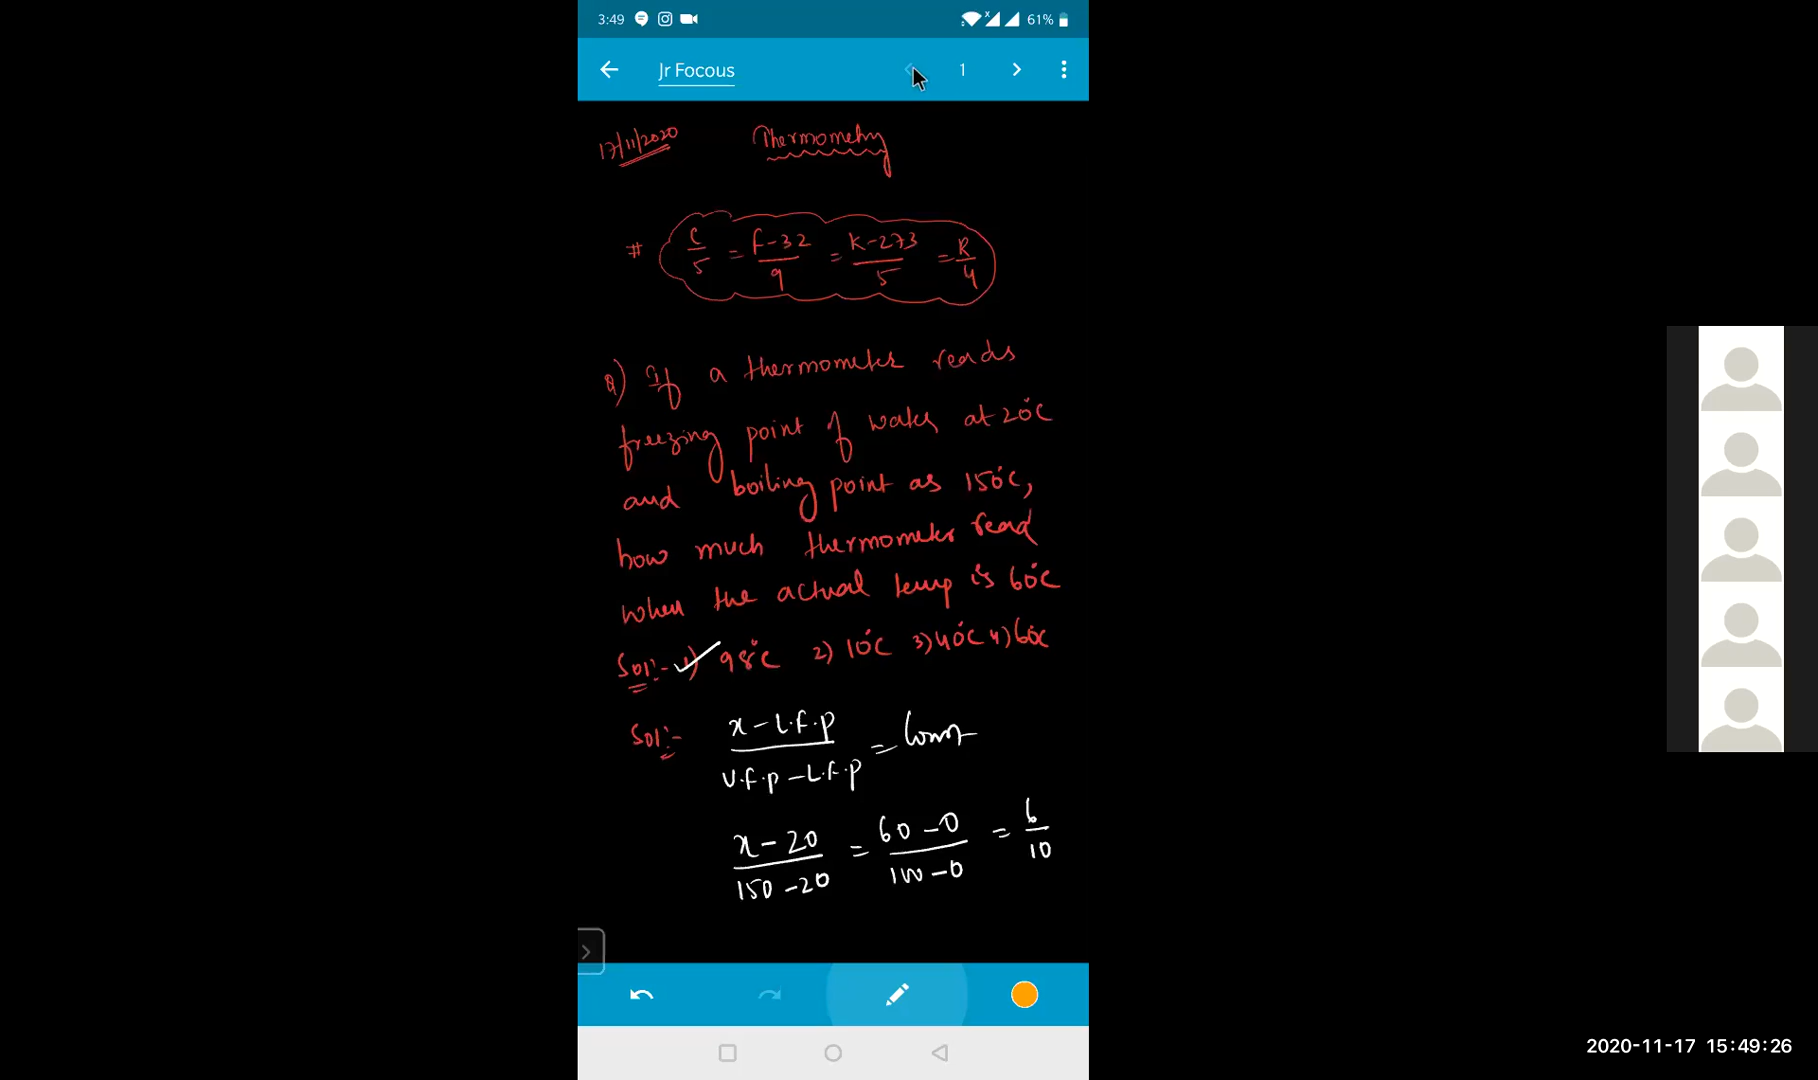 3:49 61%
Jr Focous 1
17/11/2020 Thermometry
# C/5 = F-32/9 = K-273/5 = R/4
Q) If a thermometer reads
freezing point of water at 20°C
and boiling point as 150°C,
how much thermometer read
when the actual temp is 60°C
Sol:- 1) 98°C 2) 10°C 3) 40°C 4) 60°C
Sol:- x - L.F.P / U.F.P - L.F.P = Const
x - 20 / 150 - 20 = 60 - 0 / 100 - 0 = 6 / 10
2020-11-17 15:49:26